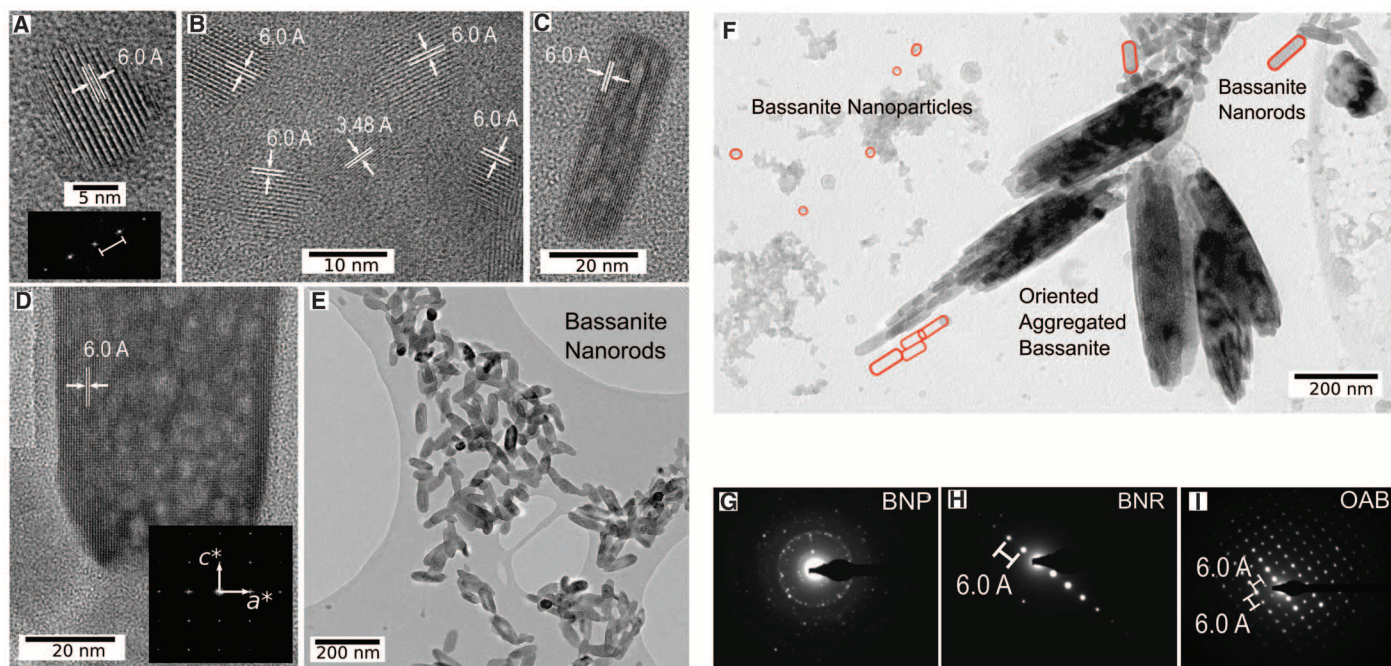 A
6.0 A
5 nm
B
6.0 A
6.0 A
6.0 A
3.48 A
6.0 A
10 nm
C
6.0 A
20 nm
D
6.0 A
c*
a*
20 nm
E
Bassanite
Nanorods
200 nm
F
Bassanite Nanoparticles
Bassanite
Nanorods
Oriented
Aggregated
Bassanite
200 nm
G
BNP
H
BNR
6.0 A
I
OAB
6.0 A
6.0 A